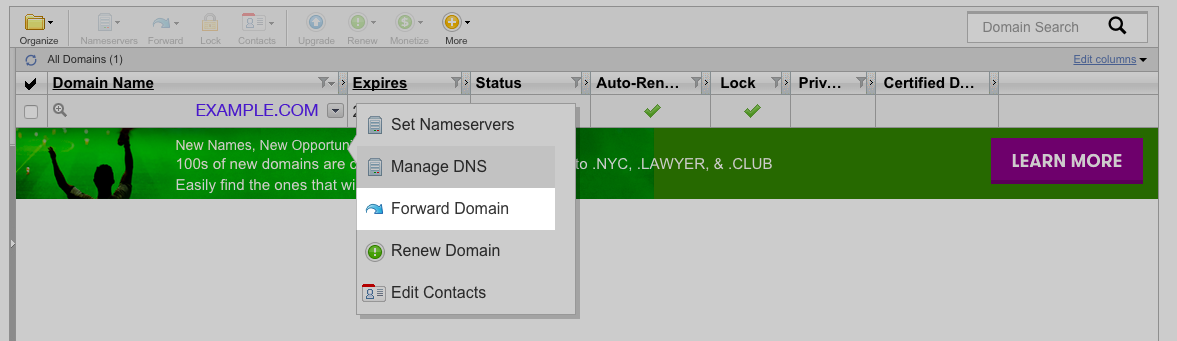 Organize Nameservers Forward Lock Contacts Upgrade Renew Monetize More Domain Search
All Domains (1) Edit columns
Domain Name Expires Status Auto-Ren... Lock Priv... Certified D...
EXAMPLE.COM 2
Set Nameservers
Manage DNS
Forward Domain
Renew Domain
Edit Contacts
New Names, New Opportun
100s of new domains are to .NYC, .LAWYER, & .CLUB
Easily find the ones that wi
LEARN MORE